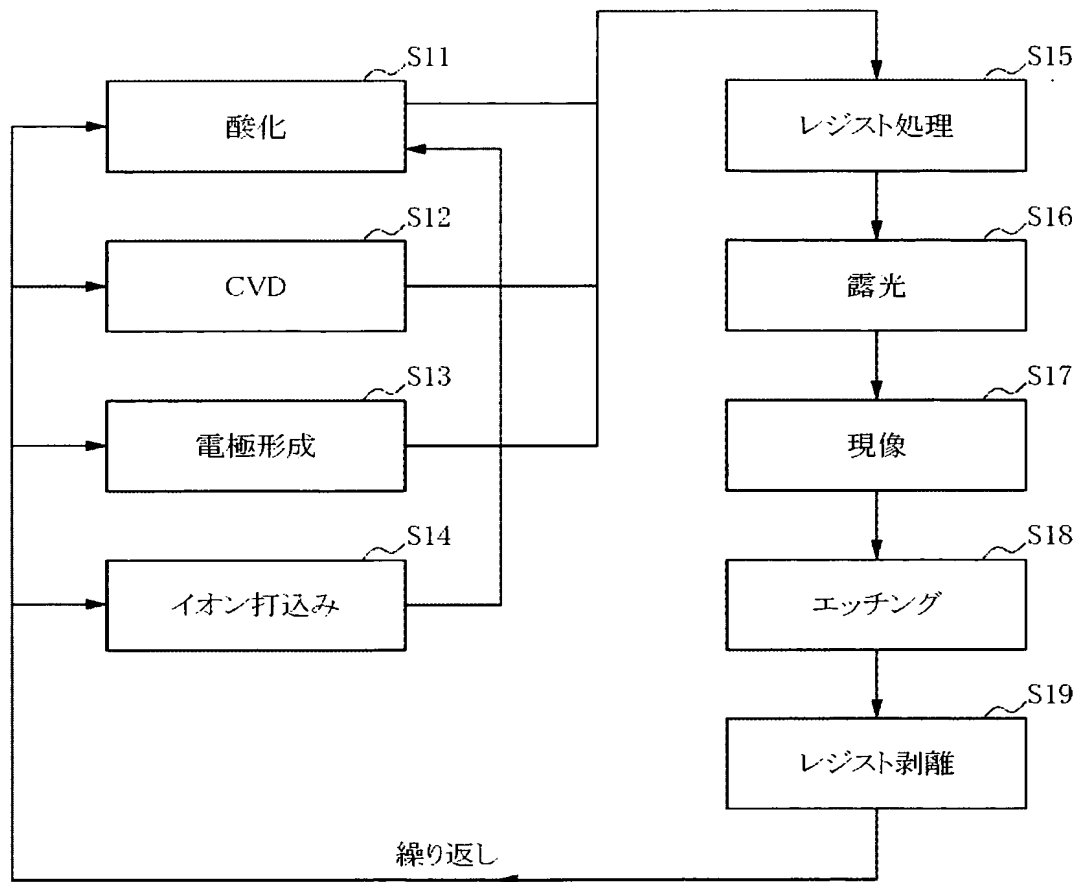 S11
酸化
S12
CVD
S13
電極形成
S14
イオン打込み
S15
レジスト処理
S16
露光
S17
現像
S18
エッチング
S19
レジスト剥離
繰り返し